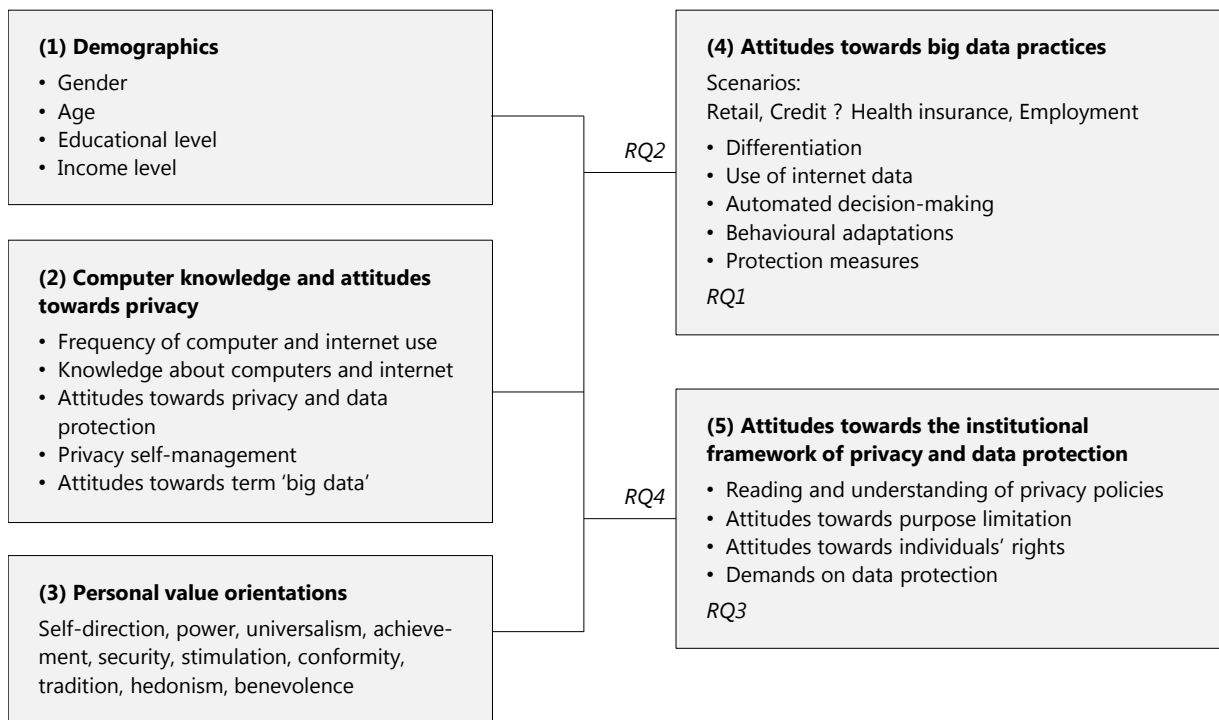 (1) Demographics
• Gender
• Age
• Educational level
• Income level
(2) Computer knowledge and attitudes
towards privacy
• Frequency of computer and internet use
• Knowledge about computers and internet
• Attitudes towards privacy and data
protection
• Privacy self-management
• Attitudes towards term ‘big data’
(3) Personal value orientations
Self-direction, power, universalism, achieve-
ment, security, stimulation, conformity,
tradition, hedonism, benevolence
RQ2
RQ4
(4) Attitudes towards big data practices
Scenarios:
Retail, Credit ? Health insurance, Employment
• Differentiation
• Use of internet data
• Automated decision-making
• Behavioural adaptations
• Protection measures
RQ1
(5) Attitudes towards the institutional
framework of privacy and data protection
• Reading and understanding of privacy policies
• Attitudes towards purpose limitation
• Attitudes towards individuals’ rights
• Demands on data protection
RQ3